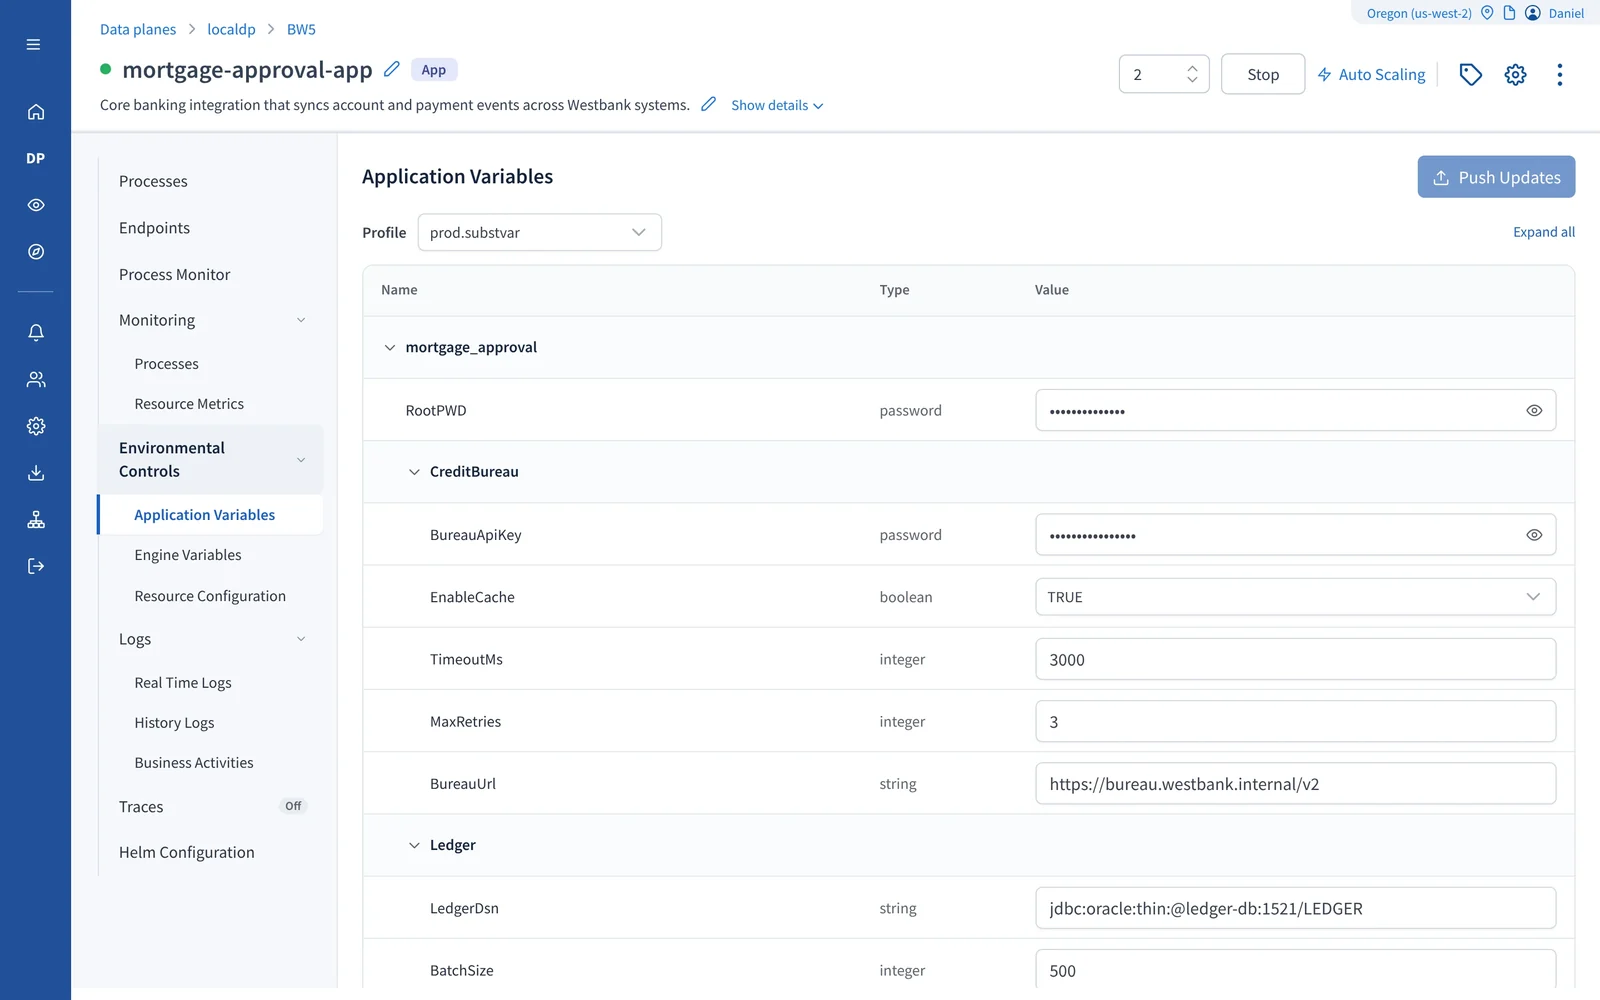 Oregon (us-west-2) Daniel
Data planes > localdp > BW5
mortgage-approval-app App
2 Stop Auto Scaling
Core banking integration that syncs account and payment events across Westbank systems. Show details
DP
Processes
Endpoints
Process Monitor
Monitoring
Processes
Resource Metrics
Environmental
Controls
Application Variables
Engine Variables
Resource Configuration
Logs
Real Time Logs
History Logs
Business Activities
Traces Off
Helm Configuration
Application Variables
Push Updates
Profile prod.substvar
Expand all
Name Type Value
mortgage_approval
RootPWD password ••••••••••••••
CreditBureau
BureauApiKey password ••••••••••••••••
EnableCache boolean TRUE
TimeoutMs integer 3000
MaxRetries integer 3
BureauUrl string https://bureau.westbank.internal/v2
Ledger
LedgerDsn string jdbc:oracle:thin:@ledger-db:1521/LEDGER
BatchSize integer 500